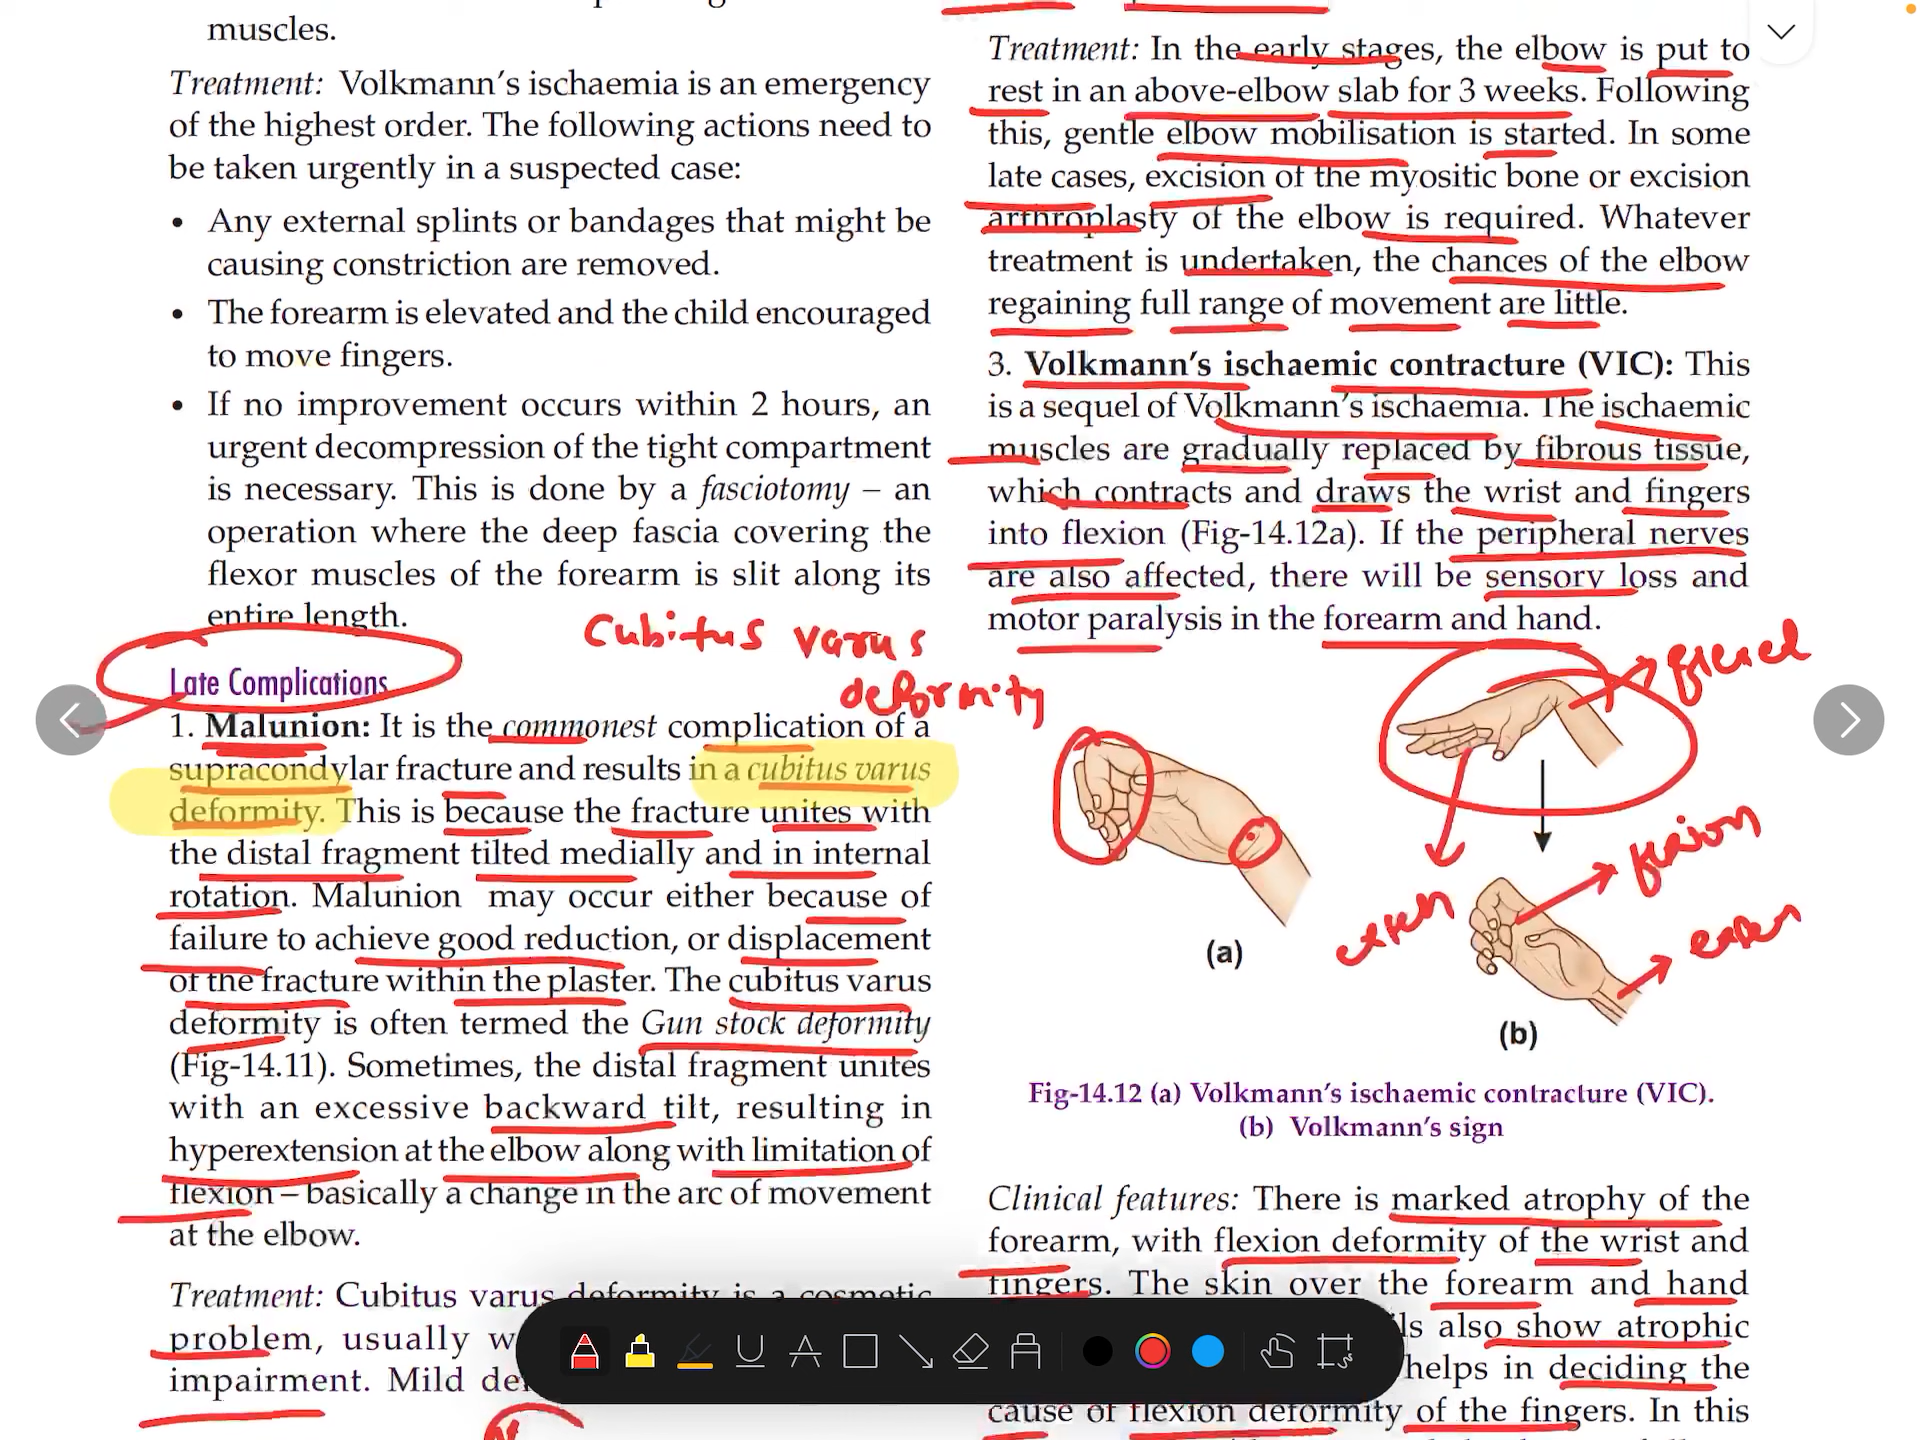 muscles.
Treatment: Volkmann’s ischaemia is an emergency
of the highest order. The following actions need to
be taken urgently in a suspected case:
• Any external splints or bandages that might be
causing constriction are removed.
• The forearm is elevated and the child encouraged
to move fingers.
• If no improvement occurs within 2 hours, an
urgent decompression of the tight compartment
is necessary. This is done by a fasciotomy – an
operation where the deep fascia covering the
flexor muscles of the forearm is slit along its
entire length.
Cubitus varus
deformity
Late Complications
1. Malunion: It is the commonest complication of a
supracondylar fracture and results in a cubitus varus
deformity. This is because the fracture unites with
the distal fragment tilted medially and in internal
rotation. Malunion may occur either because of
failure to achieve good reduction, or displacement
of the fracture within the plaster. The cubitus varus
deformity is often termed the Gun stock deformity
(Fig-14.11). Sometimes, the distal fragment unites
with an excessive backward tilt, resulting in
hyperextension at the elbow along with limitation of
flexion – basically a change in the arc of movement
at the elbow.
Treatment: Cubitus varus deformity is a cosmetic
problem, usually
impairment. Mild
Treatment: In the early stages, the elbow is put to
rest in an above-elbow slab for 3 weeks. Following
this, gentle elbow mobilisation is started. In some
late cases, excision of the myositic bone or excision
arthroplasty of the elbow is required. Whatever
treatment is undertaken, the chances of the elbow
regaining full range of movement are little.
3. Volkmann’s ischaemic contracture (VIC): This
is a sequel of Volkmann’s ischaemia. The ischaemic
muscles are gradually replaced by fibrous tissue,
which contracts and draws the wrist and fingers
into flexion (Fig-14.12a). If the peripheral nerves
are also affected, there will be sensory loss and
motor paralysis in the forearm and hand.
flexion
(a)
(b)
Fig-14.12 (a) Volkmann’s ischaemic contracture (VIC).
(b) Volkmann’s sign
Clinical features: There is marked atrophy of the
forearm, with flexion deformity of the wrist and
fingers. The skin over the forearm and hand
also show atrophic
helps in deciding the
cause of flexion deformity of the fingers. In this